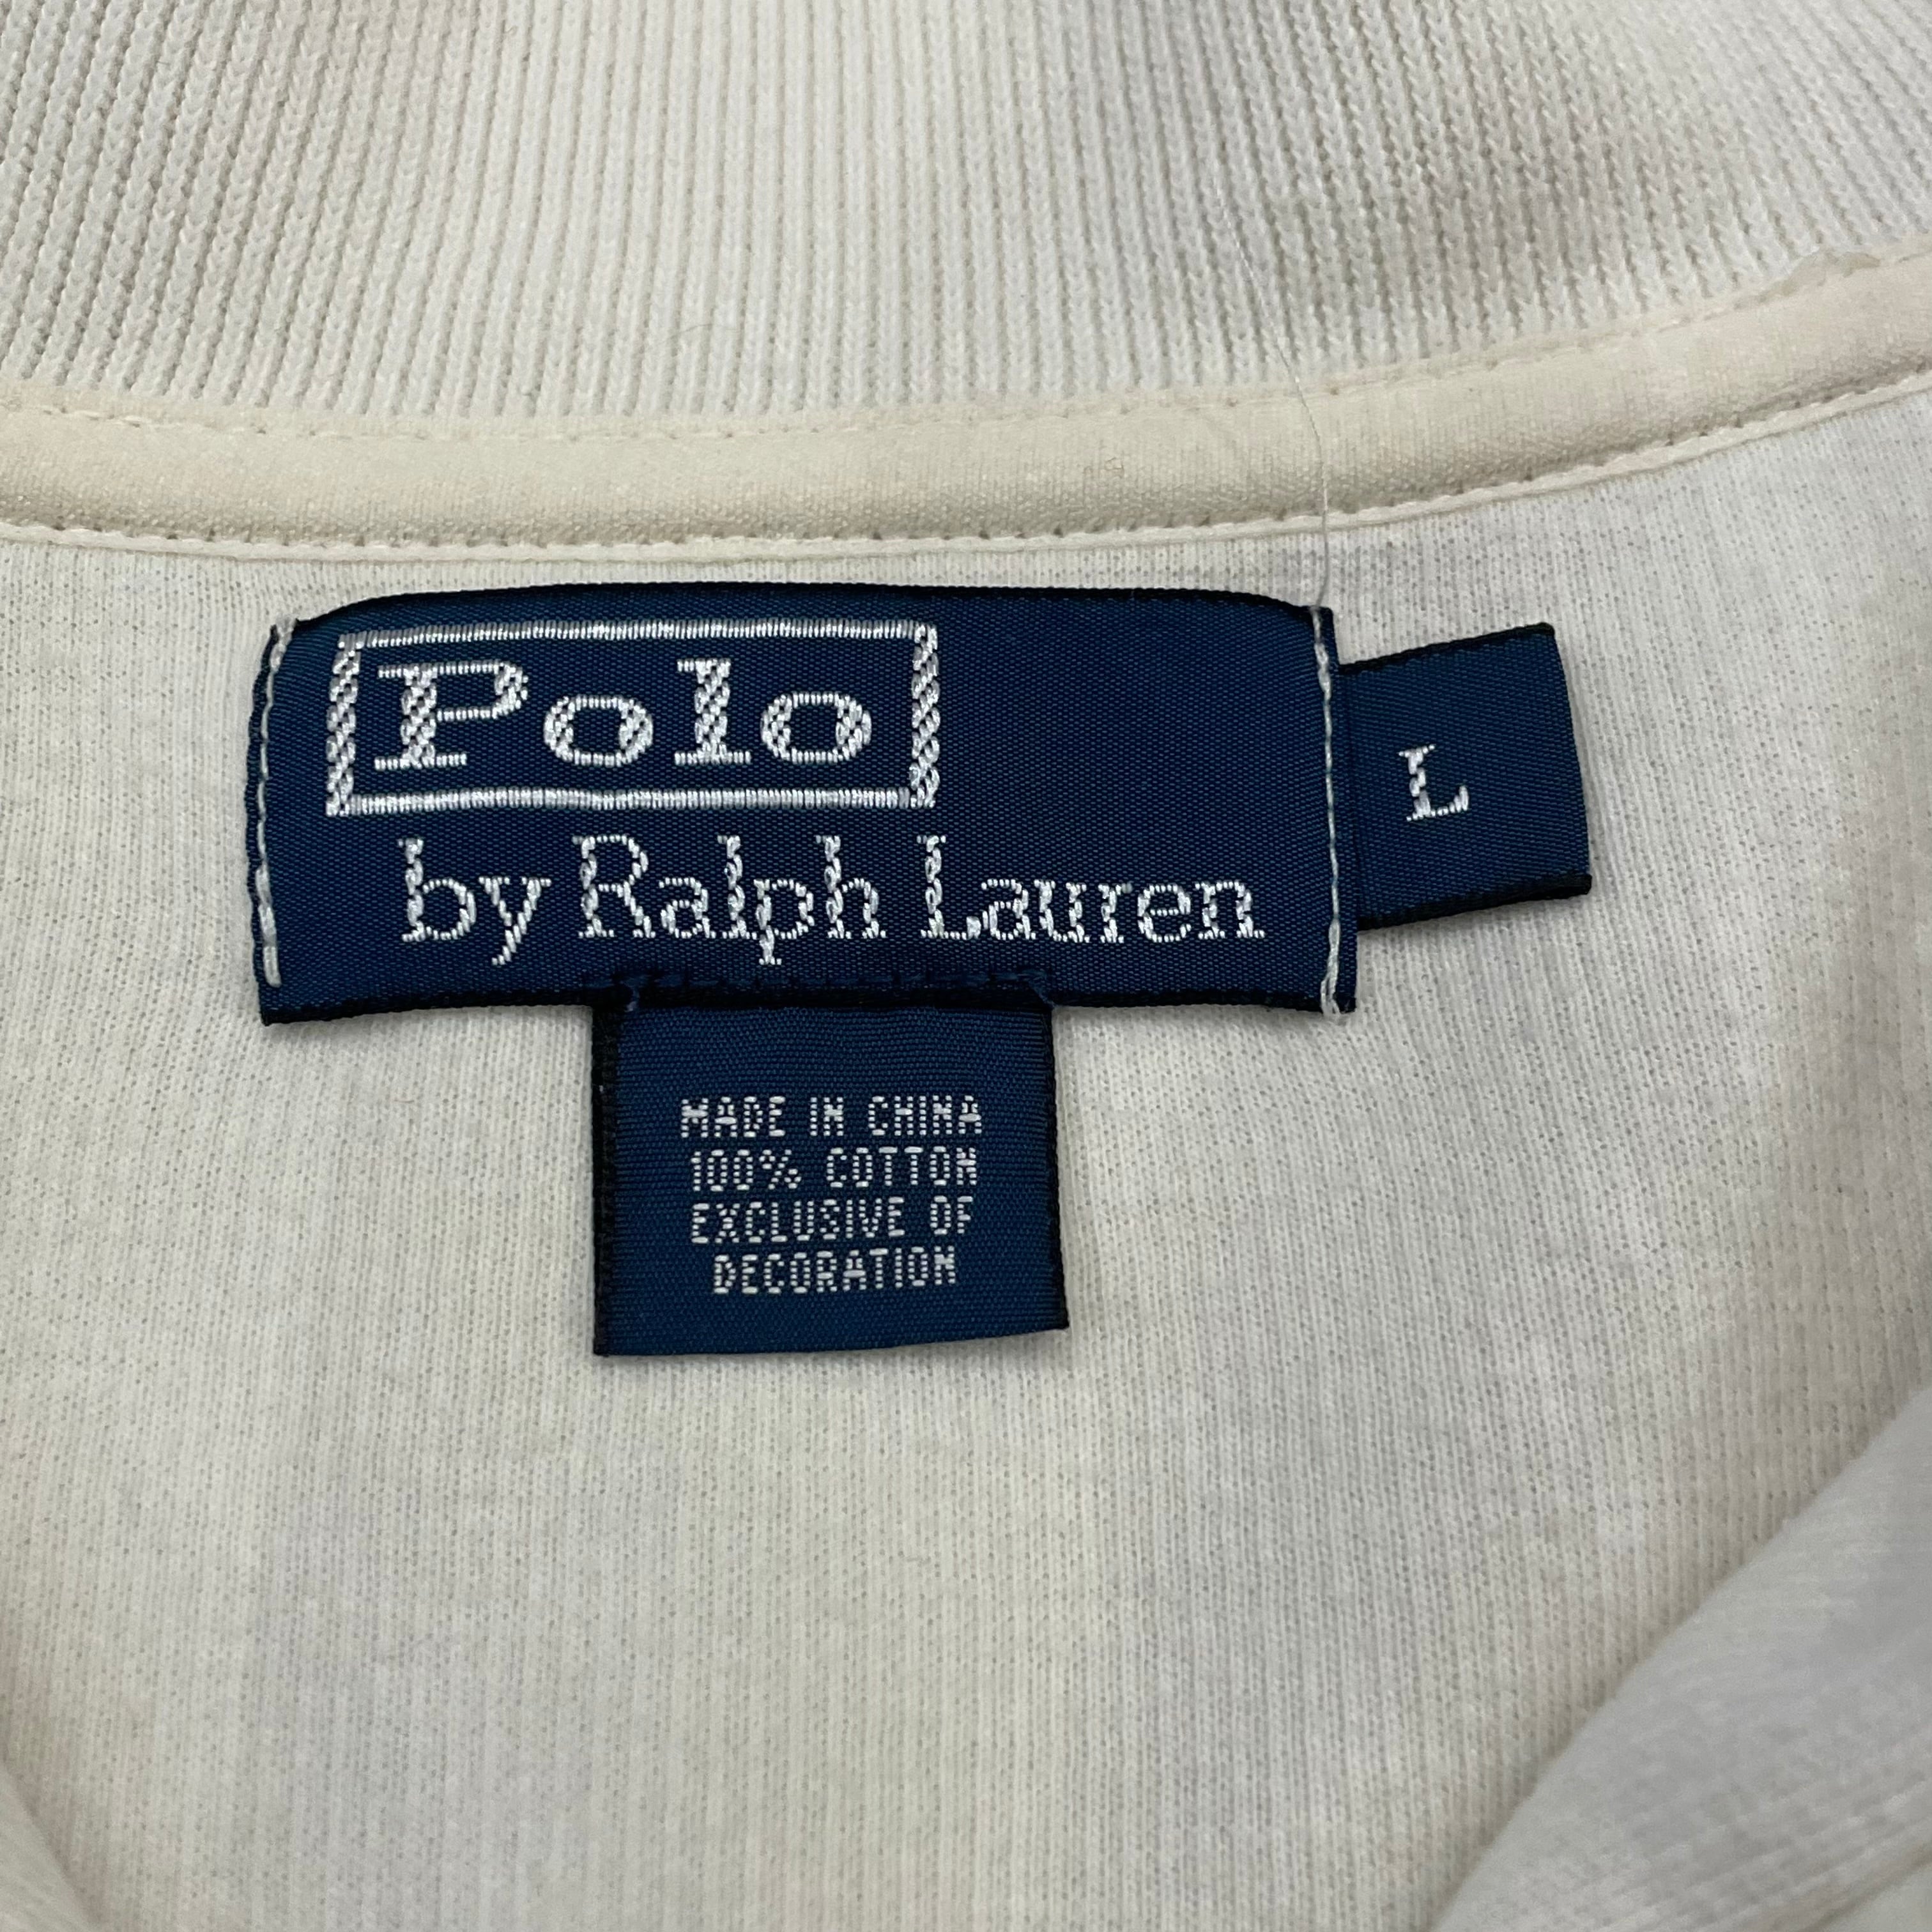 Polo
by Ralph Lauren
L
MADE IN CHINA
100% COTTON
EXCLUSIVE OF
DECORATION